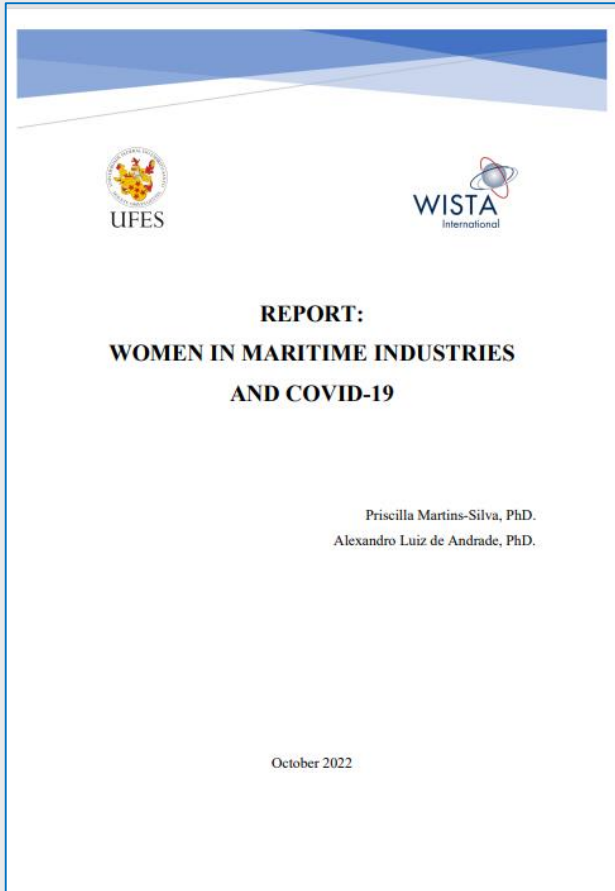 UFES
WISTA
International
REPORT:
WOMEN IN MARITIME INDUSTRIES
AND COVID-19
Priscilla Martins-Silva, PhD.
Alexandro Luiz de Andrade, PhD.
October 2022